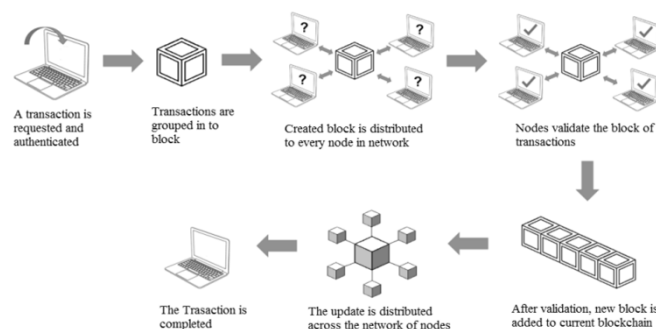 ? ?
? ?
A transaction is
requested and
authenticated
Transactions are
grouped in to
block
Created block is distributed
to every node in network
Nodes validate the block of
transactions
After validation, new block is
added to current blockchain
The update is distributed
across the network of nodes
The Trasaction is
completed